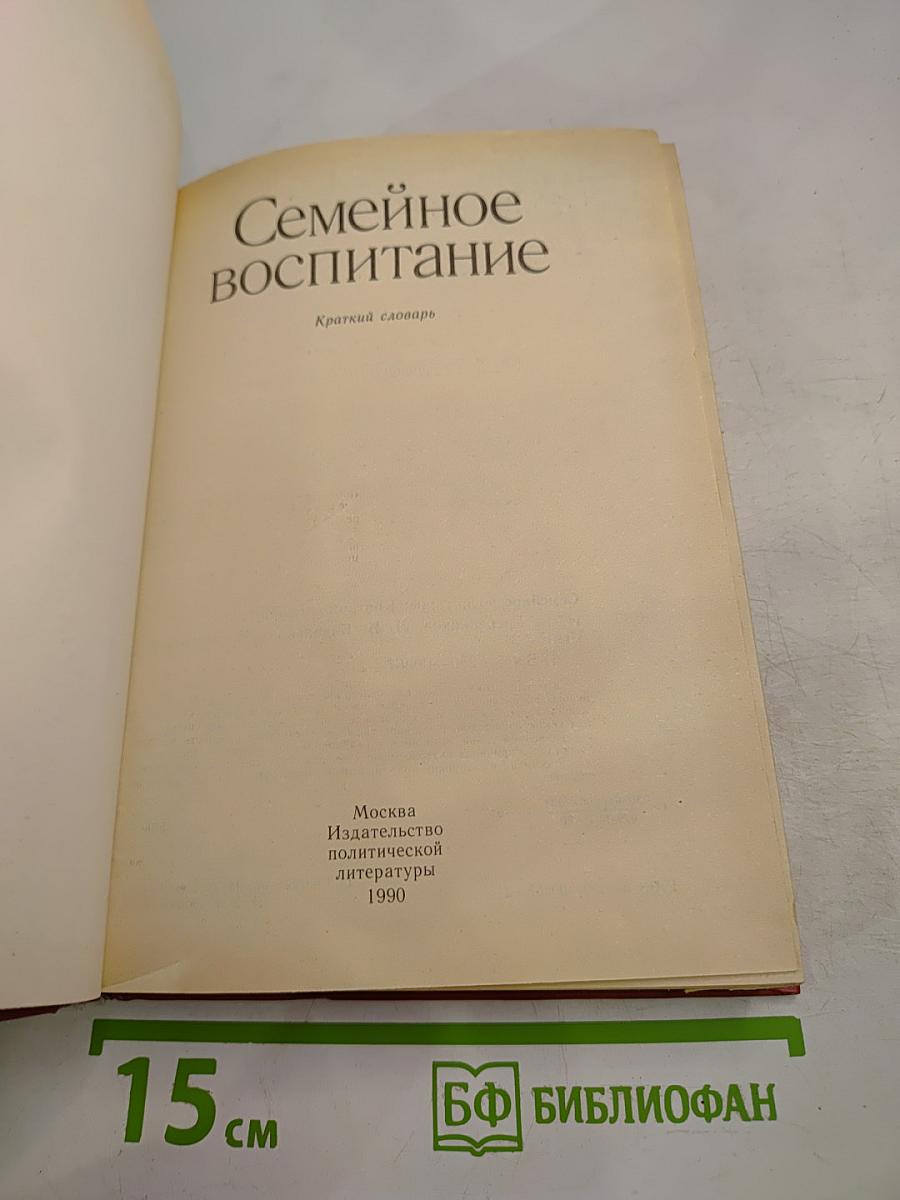 Семейное
воспитание
Краткий словарь
Москва
Издательство
политической
литературы
1990
15 см
БФ БИБЛИОФАН